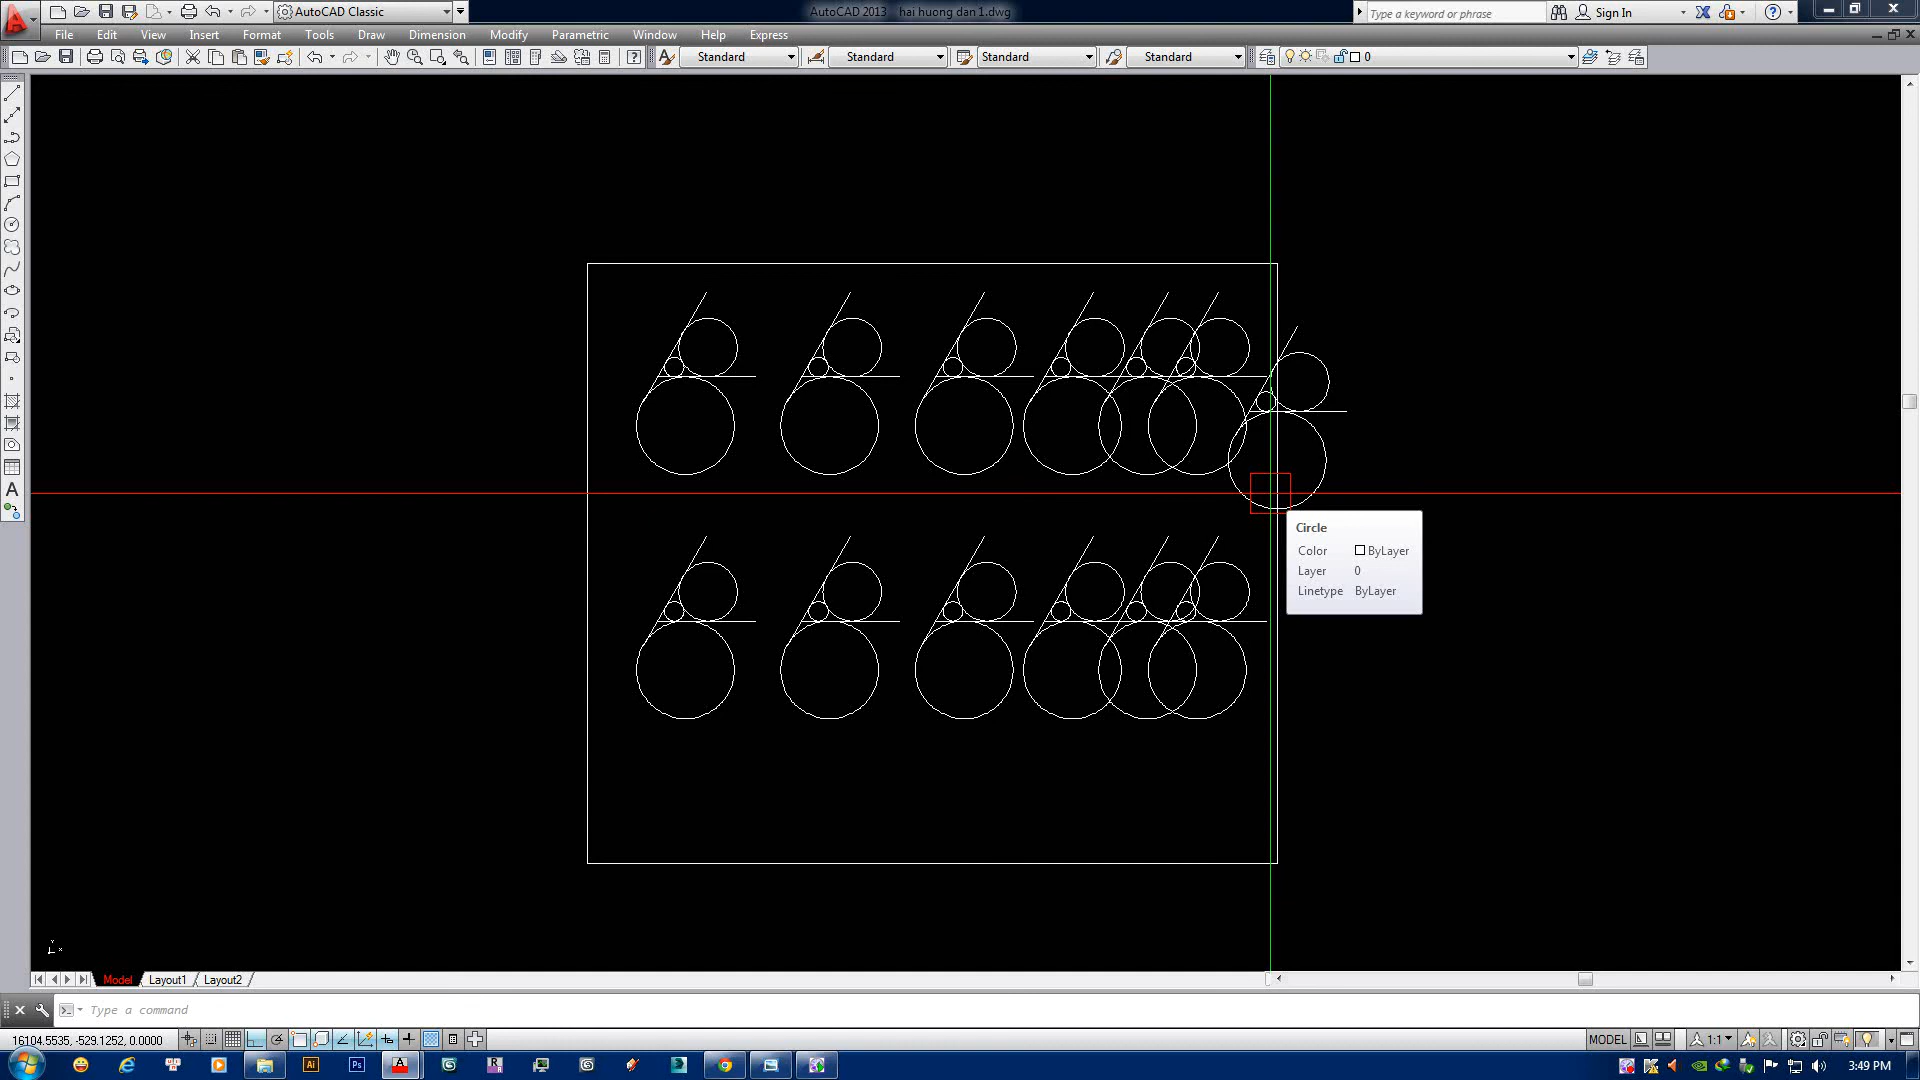 AutoCAD Classic
AutoCAD 2013 hai huong dan 1.dwg
Type a keyword or phrase
Sign In
File Edit View Insert Format Tools Draw Dimension Modify Parametric Window Help Express
Standard Standard Standard Standard 0
A
Circle
Color ByLayer
Layer 0
Linetype ByLayer
Model Layout1 Layout2
Type a command
16104.5535, -529.1252, 0.0000
MODEL 1:1
Ai Ps
3:49 PM